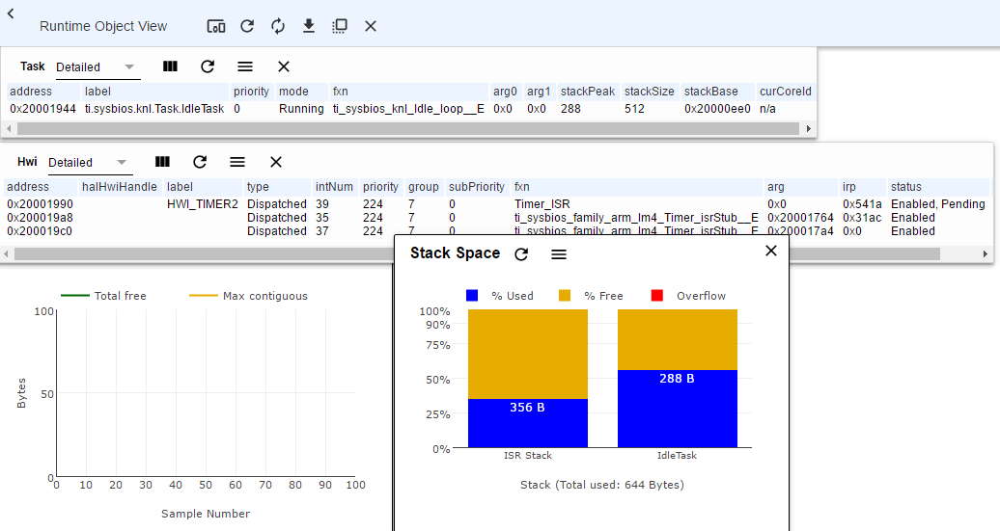 Runtime Object View
Task Detailed
address label priority mode fxn arg0 arg1 stackPeak stackSize stackBase curCoreId
0x20001944 ti.sysbios.knl.Task.IdleTask 0 Running ti_sysbios_knl_Idle_loop__E 0x0 0x0 288 512 0x20000ee0 n/a
Hwi Detailed
address halHwiHandle label type intNum priority group subPriority fxn arg irp status
0x20001990 HWI_TIMER2 Dispatched 39 224 7 0 Timer_ISR 0x0 0x541a Enabled, Pending
0x200019a8 Dispatched 35 224 7 0 ti_sysbios_family_arm_lm4_Timer_isrStub__E 0x20001764 0x31ac Enabled
0x200019c0 Dispatched 37 224 7 0 ti_sysbios_family_arm_lm4_Timer_isrStub__E 0x200017a4 0x0 Enabled
Total free Max contiguous
100
50
0
Bytes
0 10 20 30 40 50 60 70 80 90 100
Sample Number
Stack Space
% Used % Free Overflow
100%
90%
75%
50%
25%
0%
356 B
288 B
ISR Stack IdleTask
Stack (Total used: 644 Bytes)